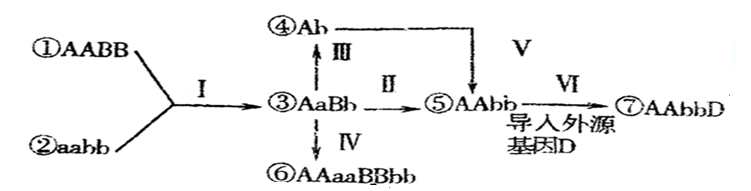 ④Ab
①AABB
Ⅲ
Ⅴ
Ⅰ
Ⅱ
Ⅵ
③AaBb
⑤AAbb
⑦AAbbD
导入外源
基因D
②aabb
Ⅳ
⑥AAaaBBbb